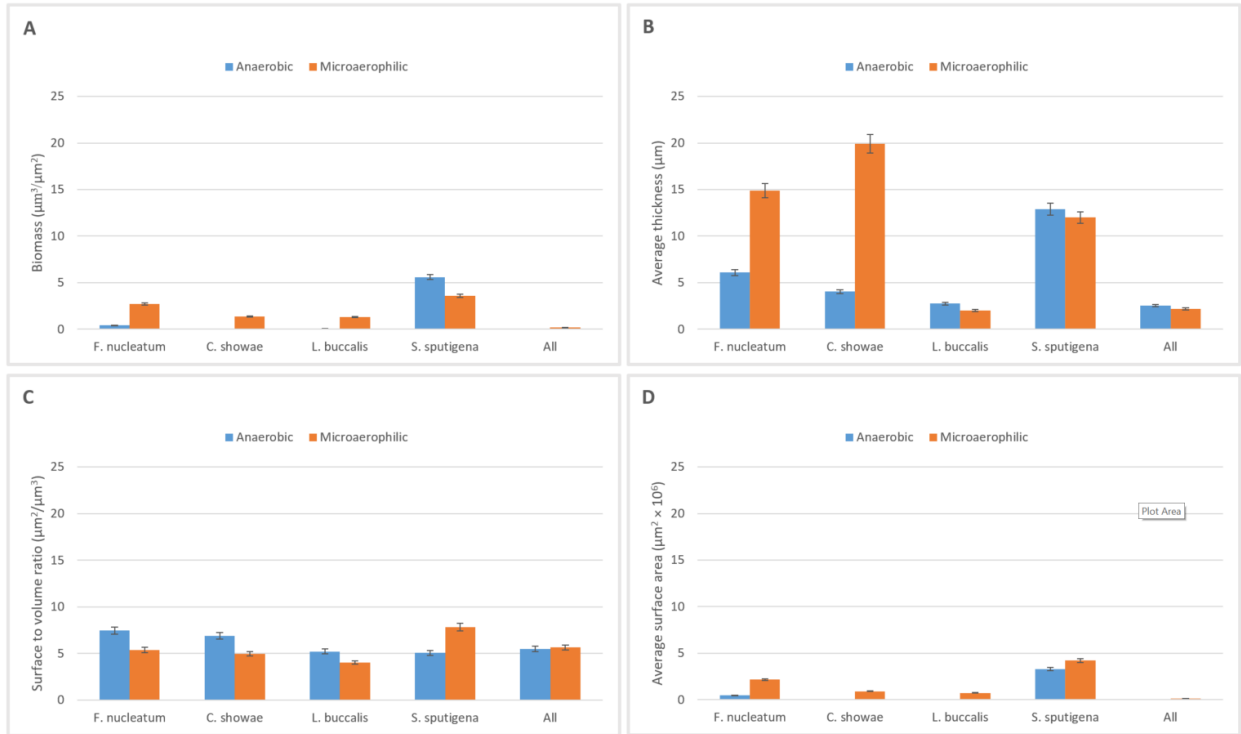 A
Anaerobic Microaerophilic
Biomass (µm³/µm²)
25
20
15
10
5
0
F. nucleatum C. showae L. buccalis S. sputigena All
B
Anaerobic Microaerophilic
Average thickness (µm)
25
20
15
10
5
0
F. nucleatum C. showae L. buccalis S. sputigena All
C
Anaerobic Microaerophilic
Surface to volume ratio (µm²/µm³)
25
20
15
10
5
0
F. nucleatum C. showae L. buccalis S. sputigena All
D
Anaerobic Microaerophilic
Average surface area (µm² × 10⁶)
25
20
15
10
5
0
Plot Area
F. nucleatum C. showae L. buccalis S. sputigena All